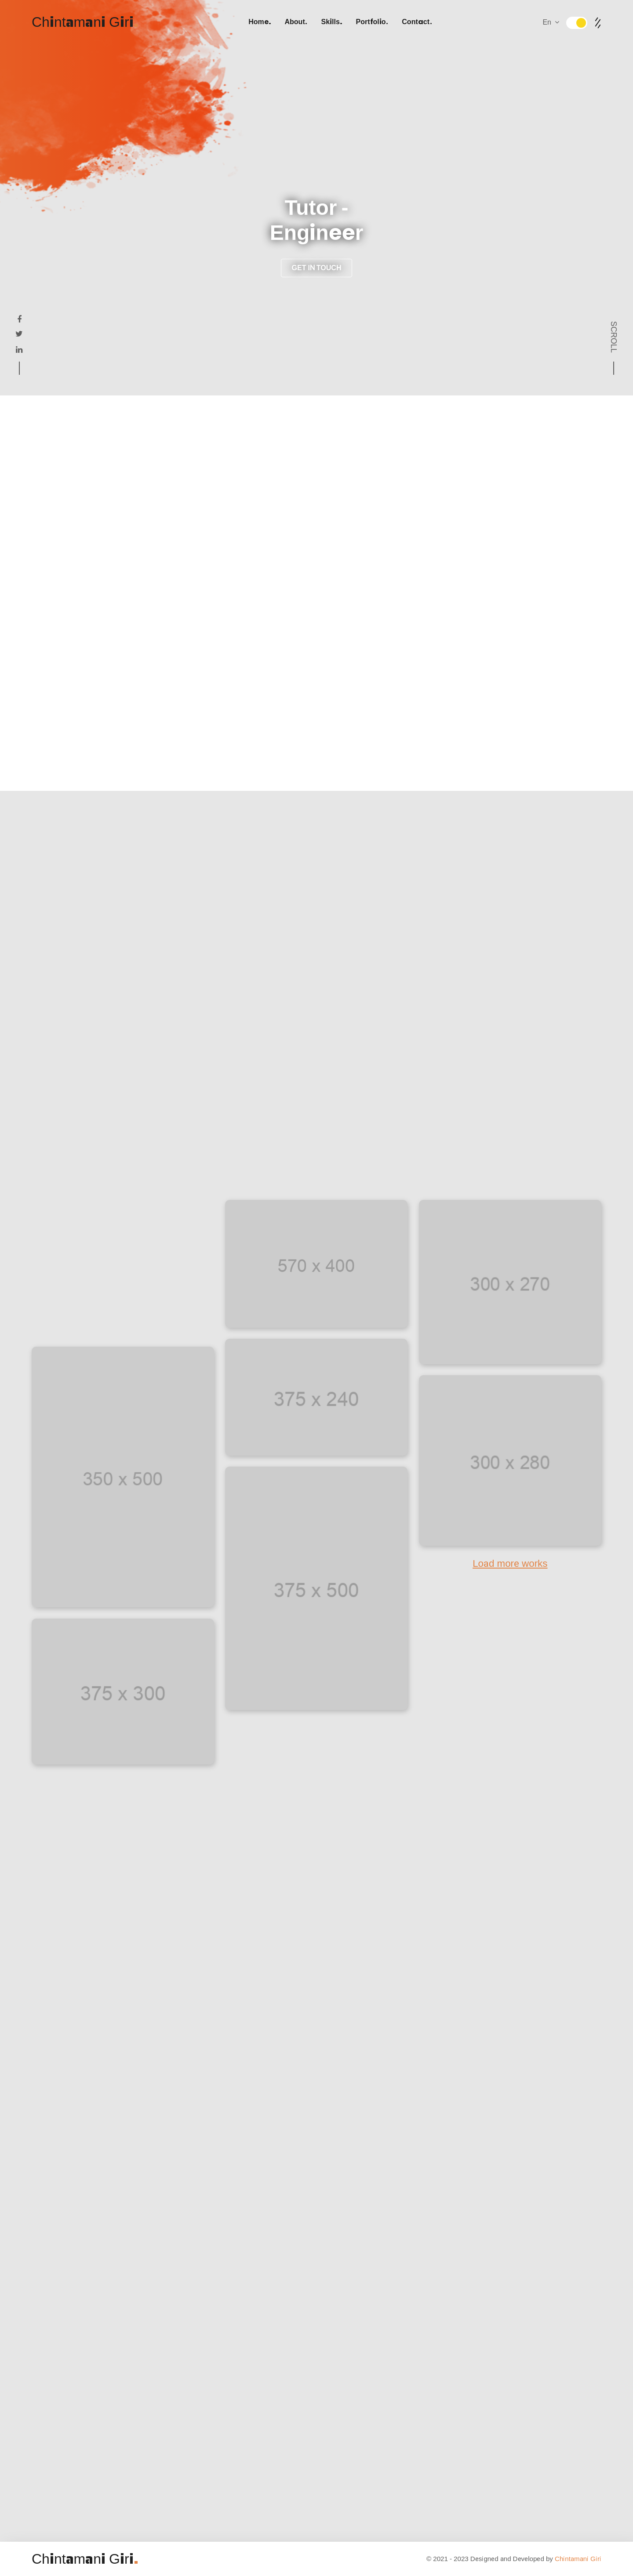 Chintamani Giri
Home. About. Skills. Portfolio. Contact.
En
Tutor -
Engineer
GET IN TOUCH
SCROLL
570 x 400
300 x 270
350 x 500
375 x 240
300 x 280
375 x 500
Load more works
375 x 300
Chintamani Giri.
© 2021 - 2023 Designed and Developed by Chintamani Giri